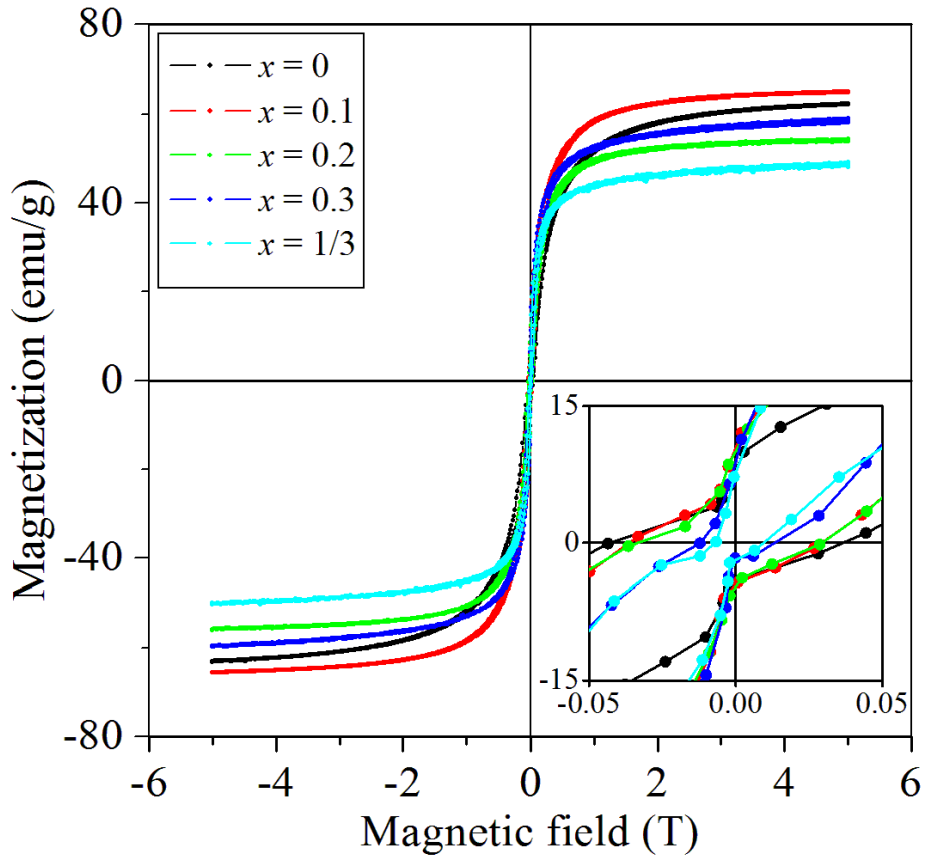 80
40
0
-40
-80
Magnetization (emu/g)
x = 0
x = 0.1
x = 0.2
x = 0.3
x = 1/3
15
0
-15
-0.05
0.00
0.05
-6
-4
-2
0
2
4
6
Magnetic field (T)